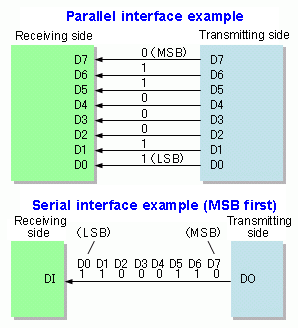 Parallel interface example
Receiving side Transmitting side
D7 0 (MSB) D7
D6 1 D6
D5 1 D5
D4 0 D4
D3 0 D3
D2 0 D2
D1 1 D1
D0 1 (LSB) D0
Serial interface example (MSB first)
Receiving side
Transmitting side
(LSB) (MSB)
D0 D1 D2 D3 D4 D5 D6 D7
1 1 0 0 0 1 1 0
DI DO